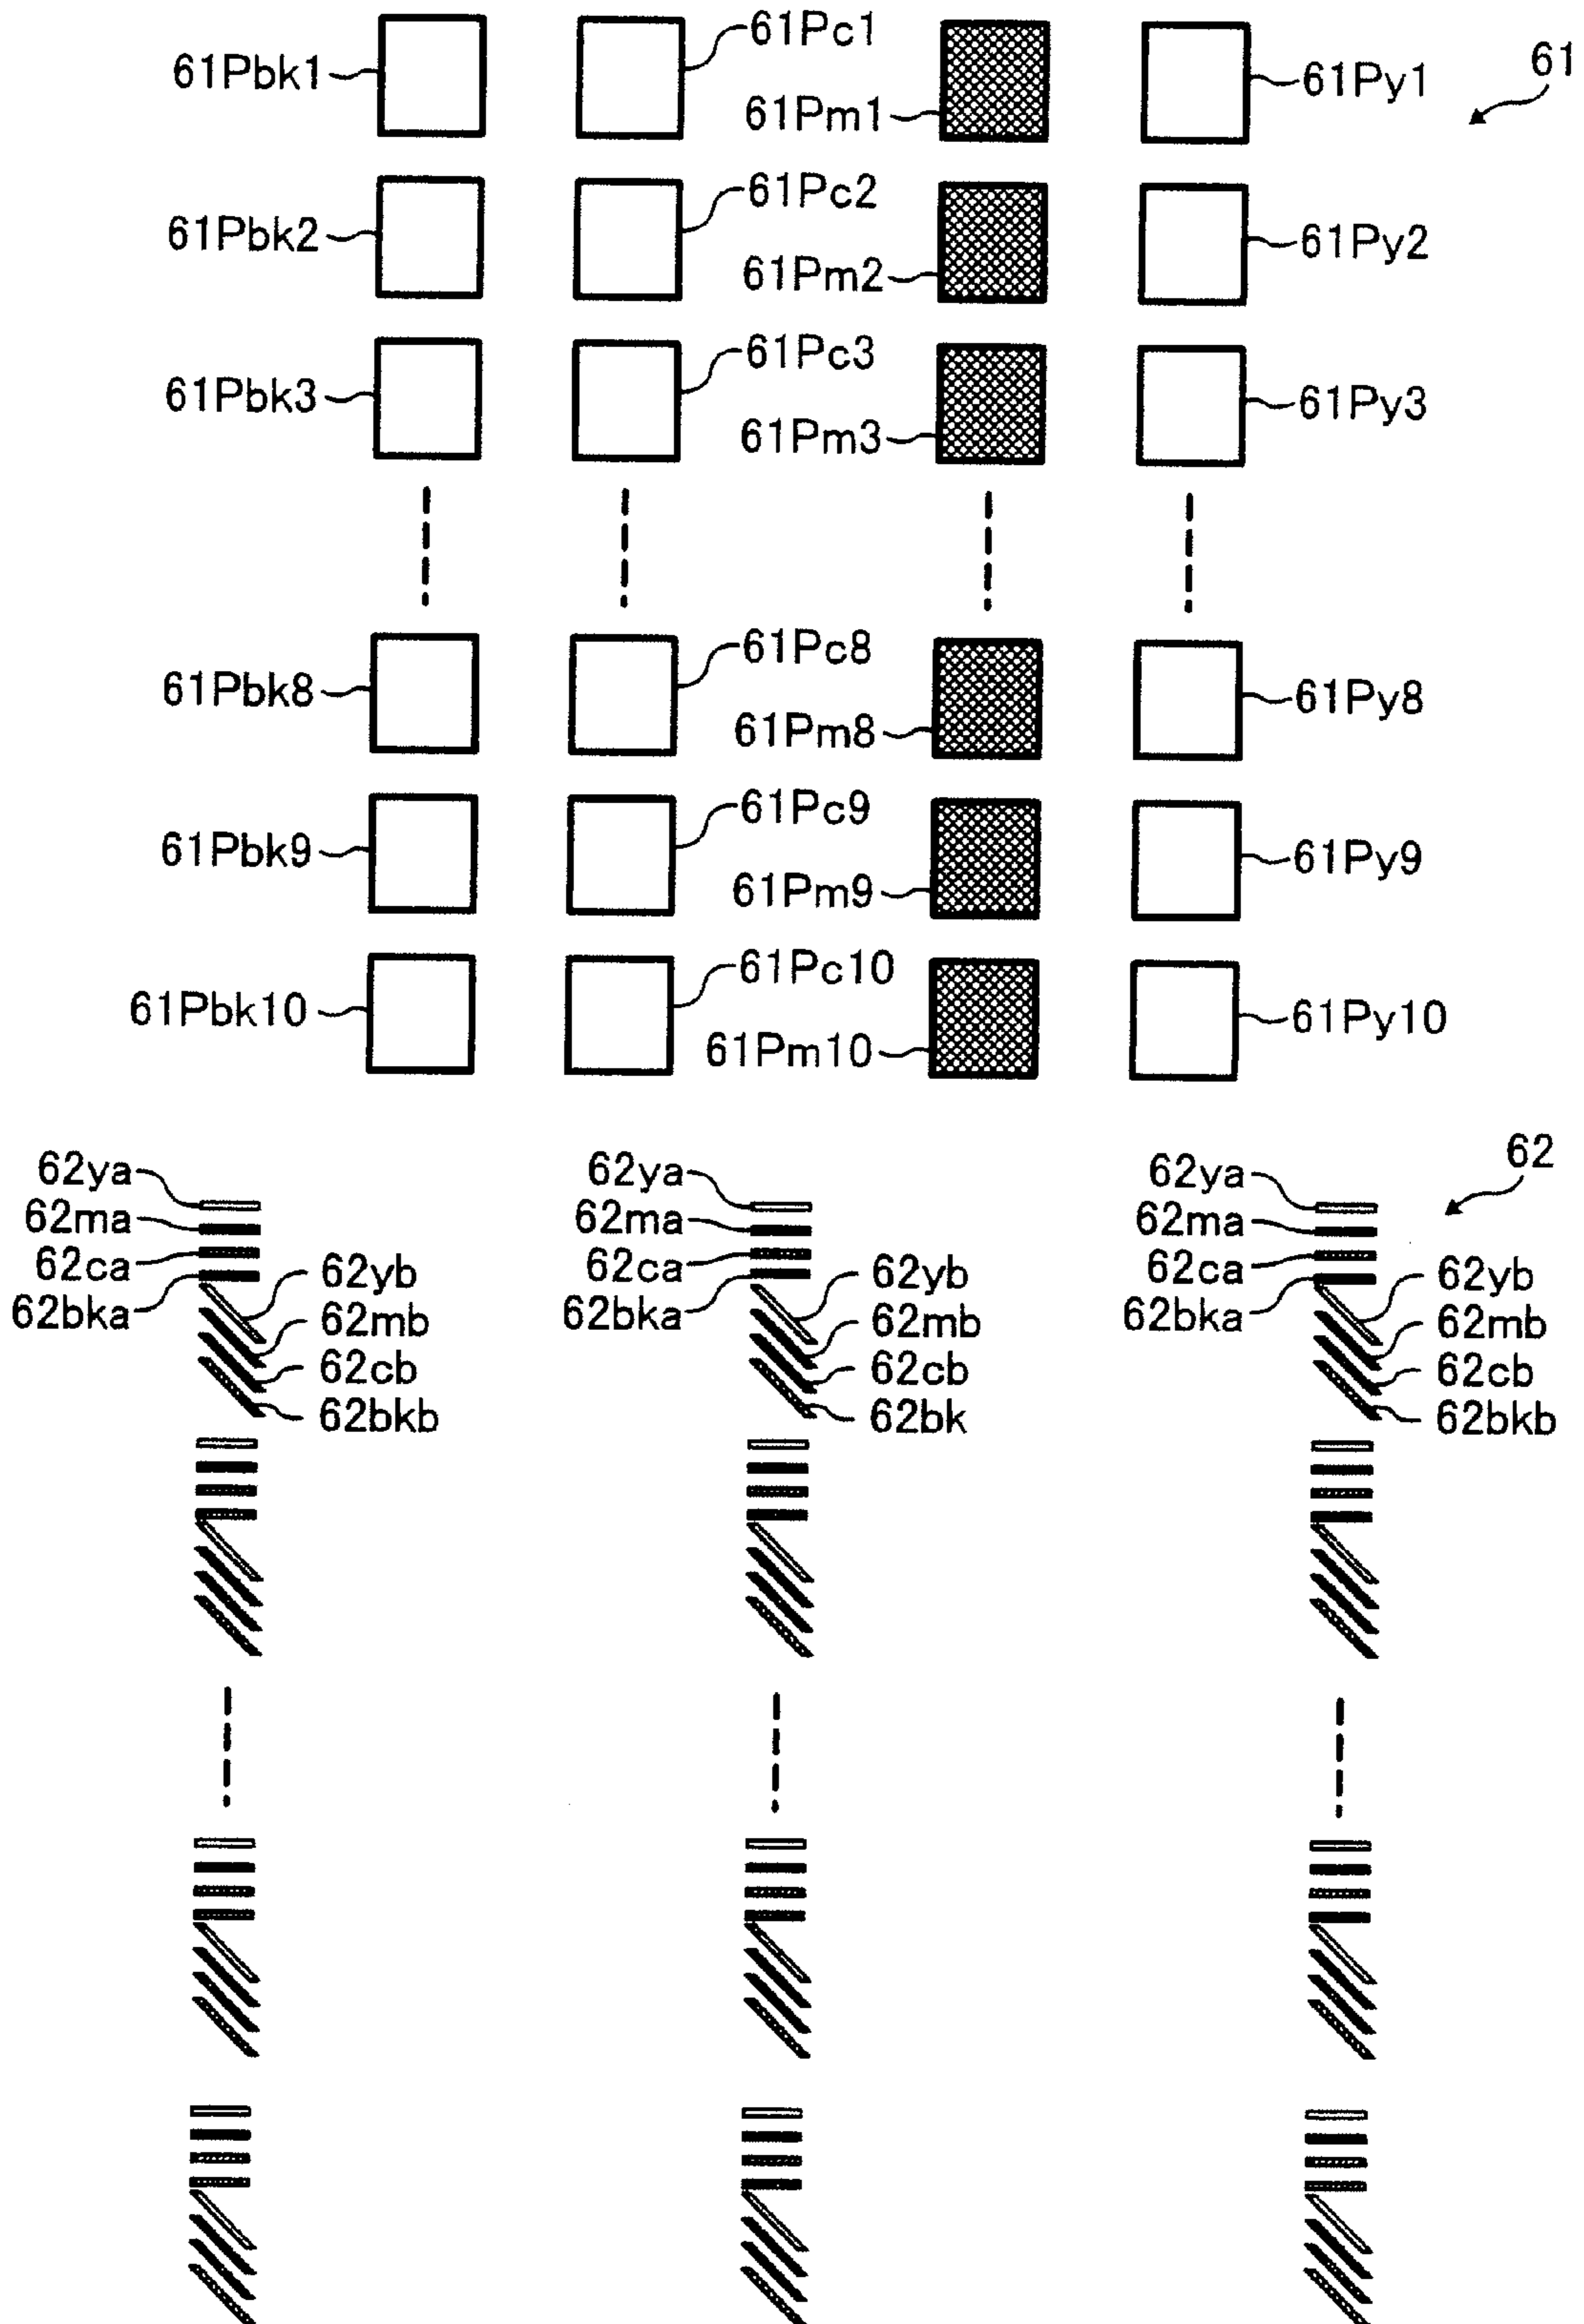 61Pbk1 61Pc1 61Pm1 61Py1 61
61Pbk2 61Pc2 61Pm2 61Py2
61Pbk3 61Pc3 61Pm3 61Py3
61Pbk8 61Pc8 61Pm8 61Py8
61Pbk9 61Pc9 61Pm9 61Py9
61Pbk10 61Pc10 61Pm10 61Py10
62
62ya 62ya 62ya
62ma 62ma 62ma
62ca 62ca 62ca
62bka 62yb 62bka 62yb 62bka 62yb
62mb 62mb 62mb
62cb 62cb 62cb
62bkb 62bk 62bkb